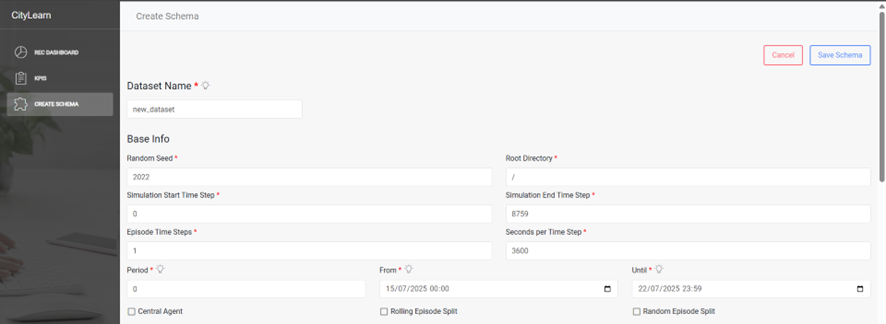 CityLearn
Create Schema
REC DASHBOARD
KPIS
CREATE SCHEMA
Cancel Save Schema
Dataset Name *
new_dataset
Base Info
Random Seed * Root Directory *
2022 /
Simulation Start Time Step * Simulation End Time Step *
0 8759
Episode Time Steps * Seconds per Time Step *
1 3600
Period * From * Until *
0 15/07/2025 00:00 22/07/2025 23:59
Central Agent Rolling Episode Split Random Episode Split